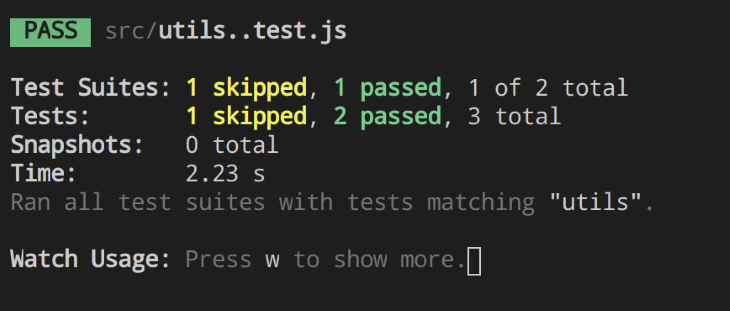 PASS src/utils..test.js
Test Suites: 1 skipped, 1 passed, 1 of 2 total
Tests: 1 skipped, 2 passed, 3 total
Snapshots: 0 total
Time: 2.23 s
Ran all test suites with tests matching "utils".
Watch Usage: Press w to show more.